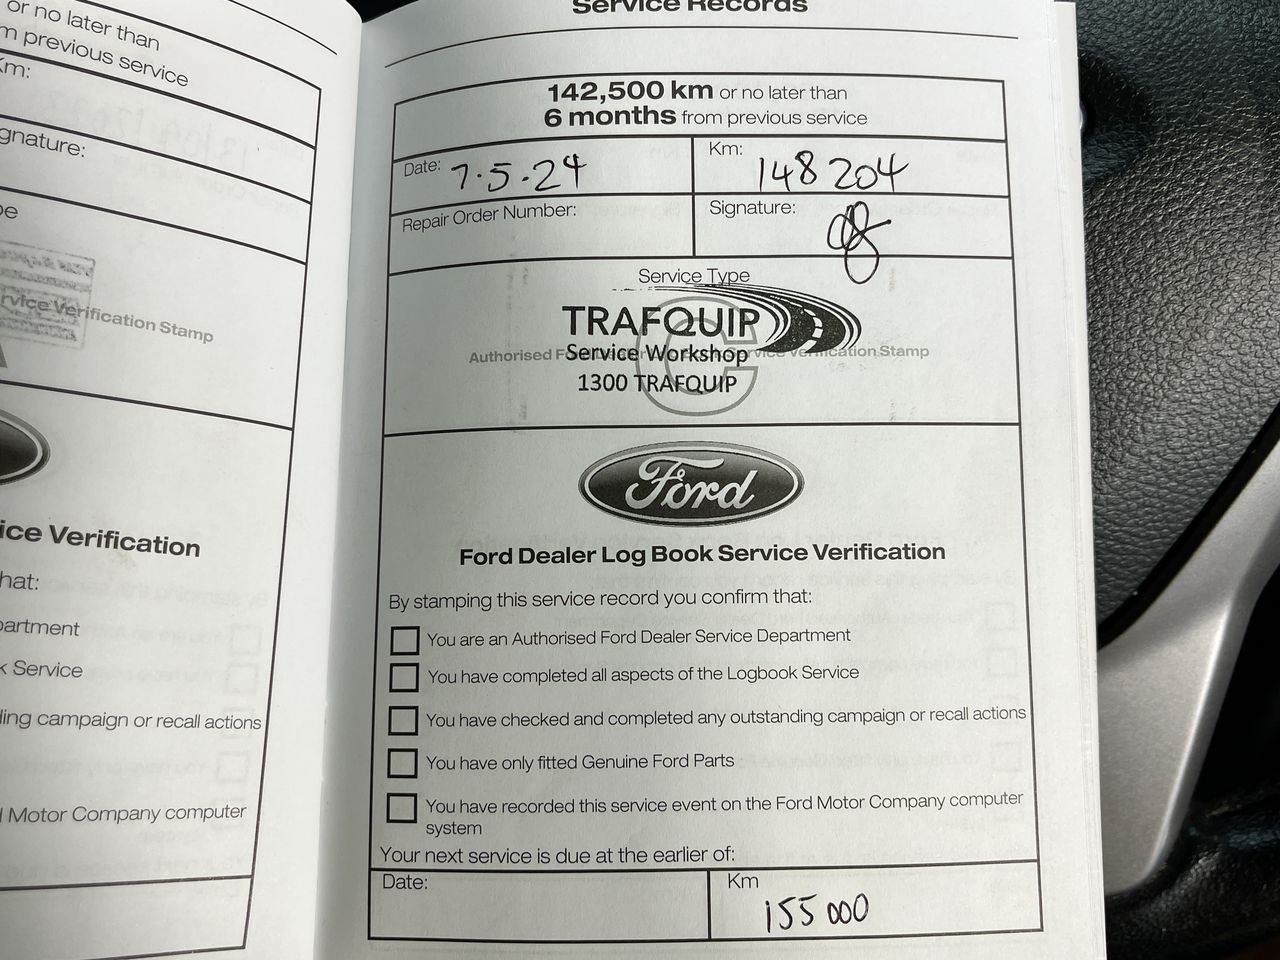 or no later than
m previous service
Km:
gnature:
rvice Verification Stamp
ice Verification
hat:
partment
k Service
ding campaign or recall actions
Motor Company computer
Service Records
142,500 km or no later than
6 months from previous service
Date: 7.5.24
Km: 148 204
Repair Order Number:
Signature:
Service Type
TRAFQUIP
Authorised Ford Dealer Service Verification Stamp
Service Workshop
C
1300 TRAFQUIP
Ford
Ford Dealer Log Book Service Verification
By stamping this service record you confirm that:
You are an Authorised Ford Dealer Service Department
You have completed all aspects of the Logbook Service
You have checked and completed any outstanding campaign or recall actions
You have only fitted Genuine Ford Parts
You have recorded this service event on the Ford Motor Company computer
system
Your next service is due at the earlier of:
Date:
Km
155 000